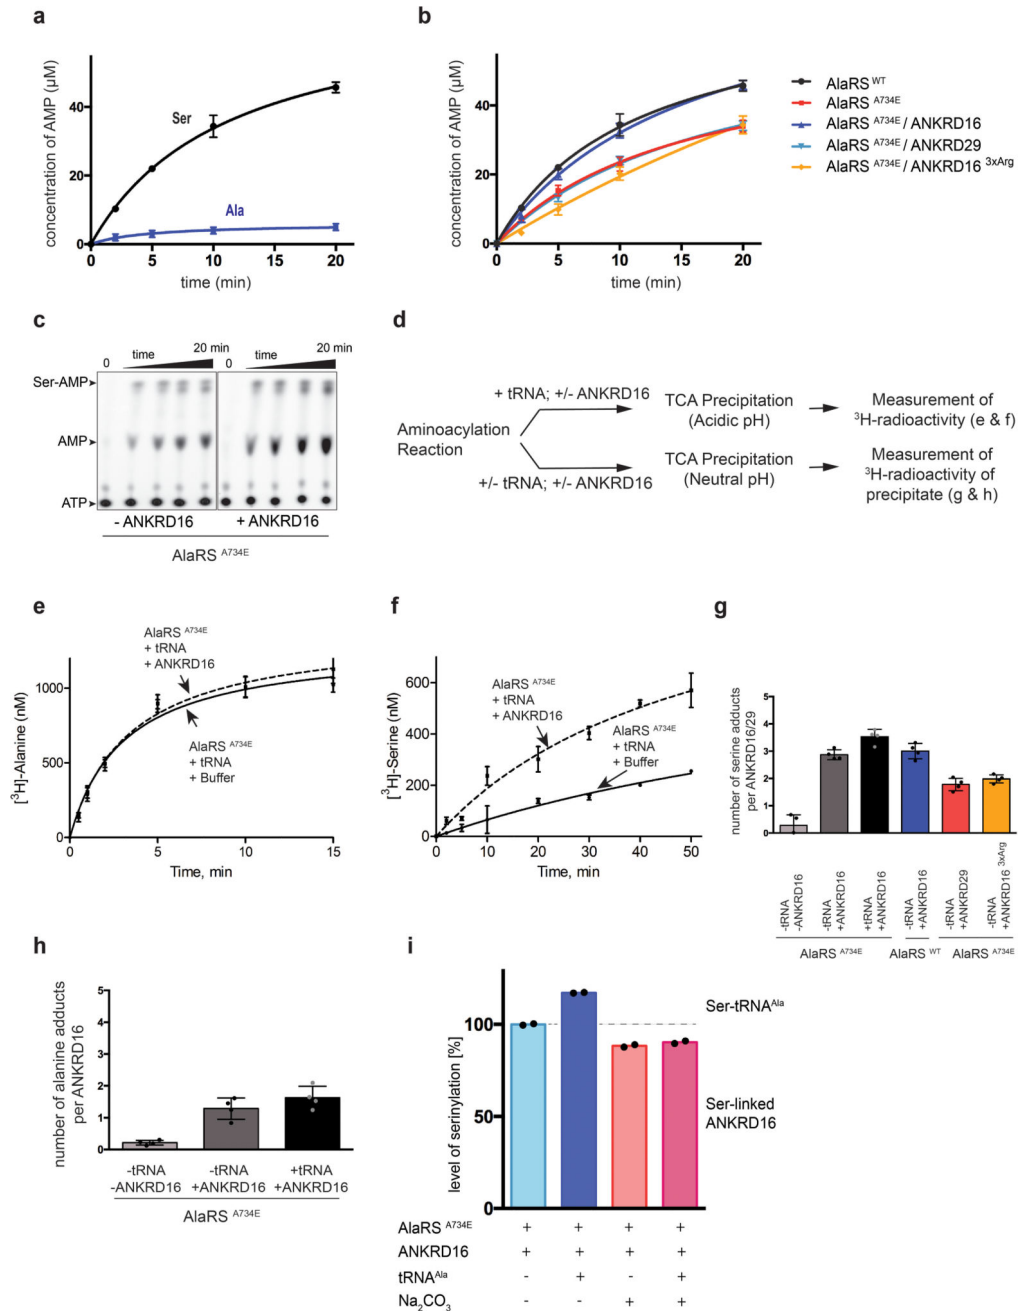 a
concentration of AMP (µM)
40
20
0
Ser
Ala
0 5 10 15 20
time (min)
b
concentration of AMP (µM)
40
20
0
0 5 10 15 20
time (min)
AlaRS WT
AlaRS A734E
AlaRS A734E / ANKRD16
AlaRS A734E / ANKRD29
AlaRS A734E / ANKRD16 3xArg
c
0 time 20 min 0 time 20 min
Ser-AMP
AMP
ATP
- ANKRD16 + ANKRD16
AlaRS A734E
d
Aminoacylation
Reaction
+ tRNA; +/- ANKRD16
+/- tRNA; +/- ANKRD16
TCA Precipitation
(Acidic pH)
TCA Precipitation
(Neutral pH)
Measurement of
³H-radioactivity (e & f)
Measurement of
³H-radioactivity of
precipitate (g & h)
e
[³H]-Alanine (nM)
1000
500
0
AlaRS A734E
+ tRNA
+ ANKRD16
AlaRS A734E
+ tRNA
+ Buffer
0 5 10 15
Time, min
f
[³H]-Serine (nM)
600
400
200
0
AlaRS A734E
+ tRNA
+ ANKRD16
AlaRS A734E
+ tRNA
+ Buffer
0 10 20 30 40 50
Time, min
g
number of serine adducts
per ANKRD16/29
5
4
3
2
1
0
-tRNA
-ANKRD16
-tRNA
+ANKRD16
+tRNA
+ANKRD16
-tRNA
+ANKRD16
-tRNA
+ANKRD29
-tRNA
+ANKRD16 3xArg
AlaRS A734E AlaRS WT AlaRS A734E
h
number of alanine adducts
per ANKRD16
5
4
3
2
1
0
-tRNA -tRNA +tRNA
-ANKRD16 +ANKRD16 +ANKRD16
AlaRS A734E
i
level of serinylation [%]
100
50
0
Ser-tRNAAla
Ser-linked
ANKRD16
AlaRS A734E + + + +
ANKRD16 + + + +
tRNAAla - + - +
Na₂CO₃ - - + +